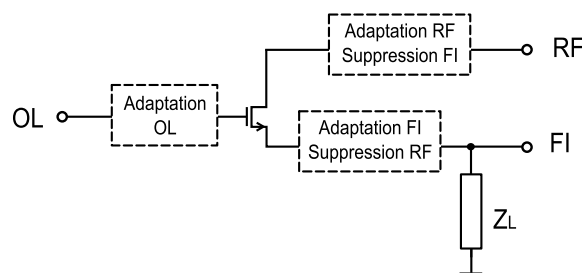 Adaptation RF
Suppression FI
RF
Adaptation
OL
OL
Adaptation FI
Suppression RF
FI
ZL